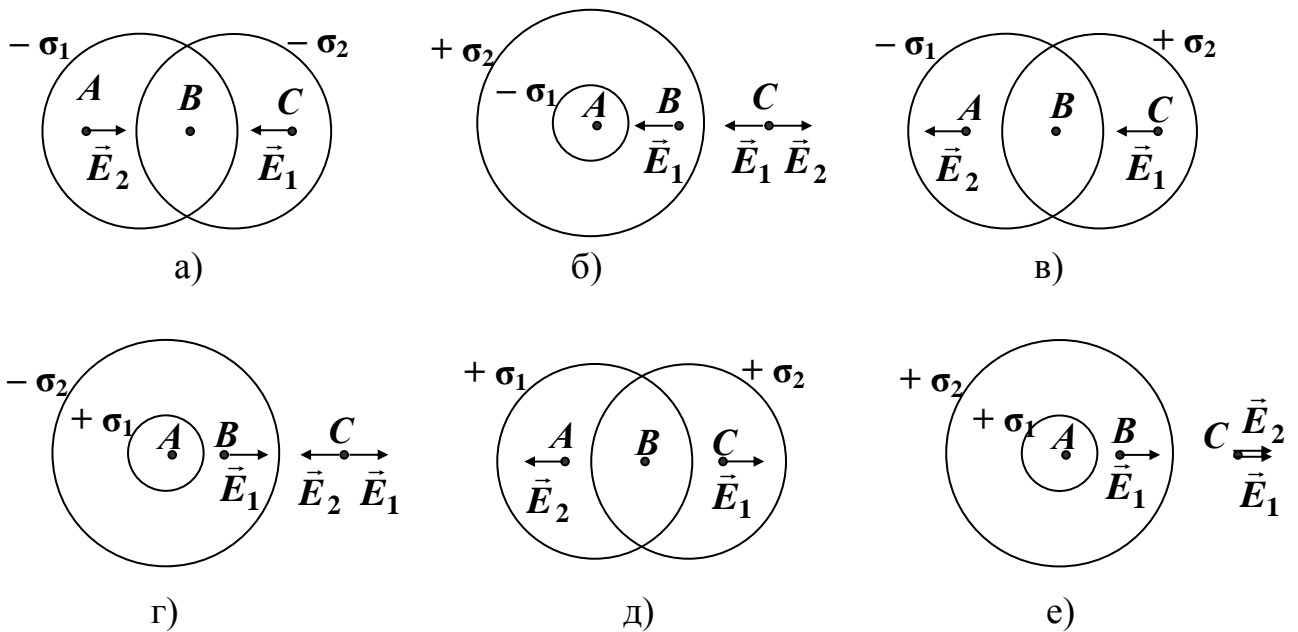 − σ₁ − σ₂
A B C
E⃗₂ E⃗₁
а)
+ σ₂
− σ₁ A B C
E⃗₁ E⃗₁ E⃗₂
б)
− σ₁ + σ₂
A B C
E⃗₂ E⃗₁
в)
− σ₂
+ σ₁ A B C
E⃗₁ E⃗₂ E⃗₁
г)
+ σ₁ + σ₂
A B C
E⃗₂ E⃗₁
д)
+ σ₂
+ σ₁ A B C E⃗₂
E⃗₁ E⃗₁
е)